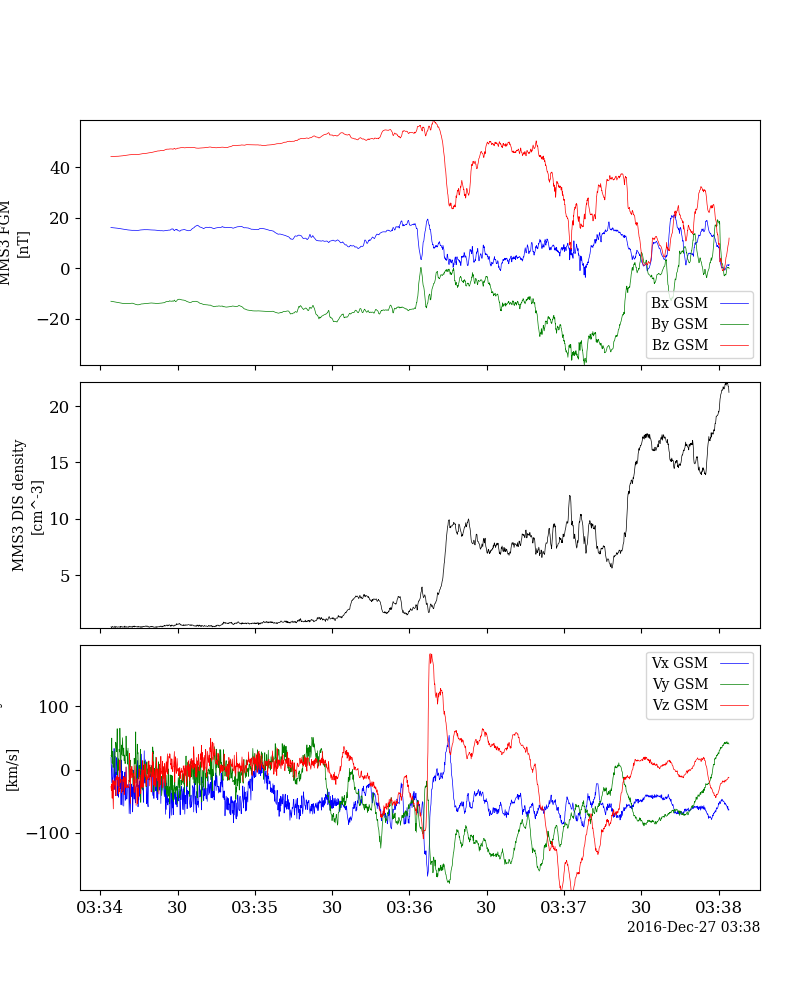 MMS3 FGM
[nT]
40
20
0
−20
Bx GSM
By GSM
Bz GSM
MMS3 DIS density
[cm^-3]
20
15
10
5
[km/s]
100
0
−100
Vx GSM
Vy GSM
Vz GSM
03:34 30 03:35 30 03:36 30 03:37 30 03:38
2016-Dec-27 03:38